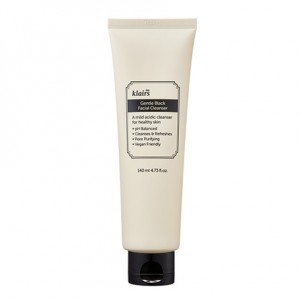 klairs
Gentle Black
Facial Cleanser
A mild acidic cleanser
for healthy skin
• pH Balanced
• Cleanses & Refreshes
• Pore Purifying
• Vegan Friendly
140 ml 4.73 fl. oz.